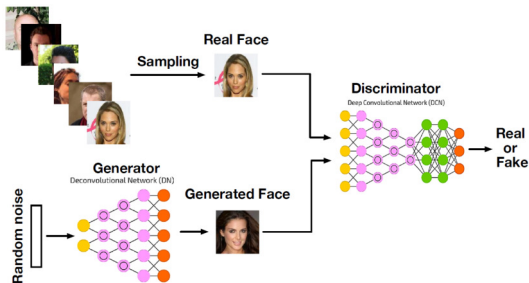 Real Face
Sampling
Discriminator
Deep Convolutional Network (DCN)
Real
or
Fake
Generator
Deconvolutional Network (DN)
Generated Face
Random noise